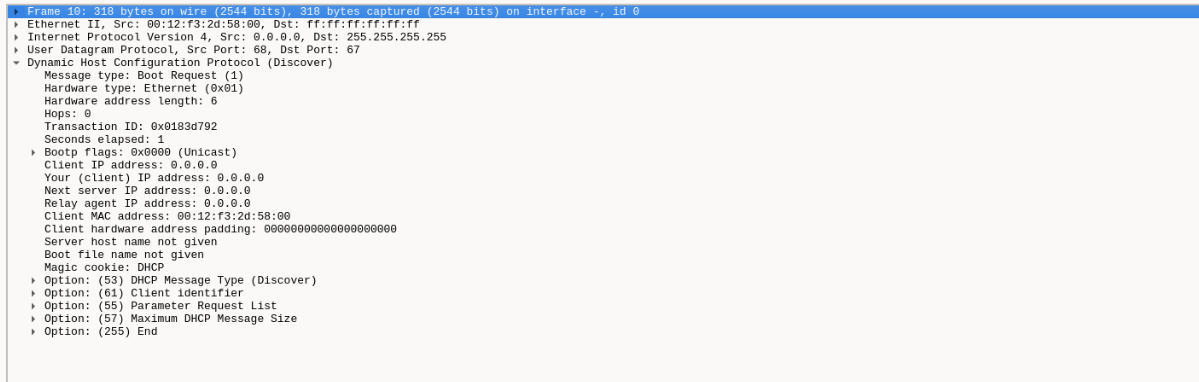 Frame 10: 318 bytes on wire (2544 bits), 318 bytes captured (2544 bits) on interface -, id 0
Ethernet II, Src: 00:12:f3:2d:58:00, Dst: ff:ff:ff:ff:ff:ff
Internet Protocol Version 4, Src: 0.0.0.0, Dst: 255.255.255.255
User Datagram Protocol, Src Port: 68, Dst Port: 67
Dynamic Host Configuration Protocol (Discover)
Message type: Boot Request (1)
Hardware type: Ethernet (0x01)
Hardware address length: 6
Hops: 0
Transaction ID: 0x0183d792
Seconds elapsed: 1
Bootp flags: 0x0000 (Unicast)
Client IP address: 0.0.0.0
Your (client) IP address: 0.0.0.0
Next server IP address: 0.0.0.0
Relay agent IP address: 0.0.0.0
Client MAC address: 00:12:f3:2d:58:00
Client hardware address padding: 00000000000000000000
Server host name not given
Boot file name not given
Magic cookie: DHCP
Option: (53) DHCP Message Type (Discover)
Option: (61) Client identifier
Option: (55) Parameter Request List
Option: (57) Maximum DHCP Message Size
Option: (255) End